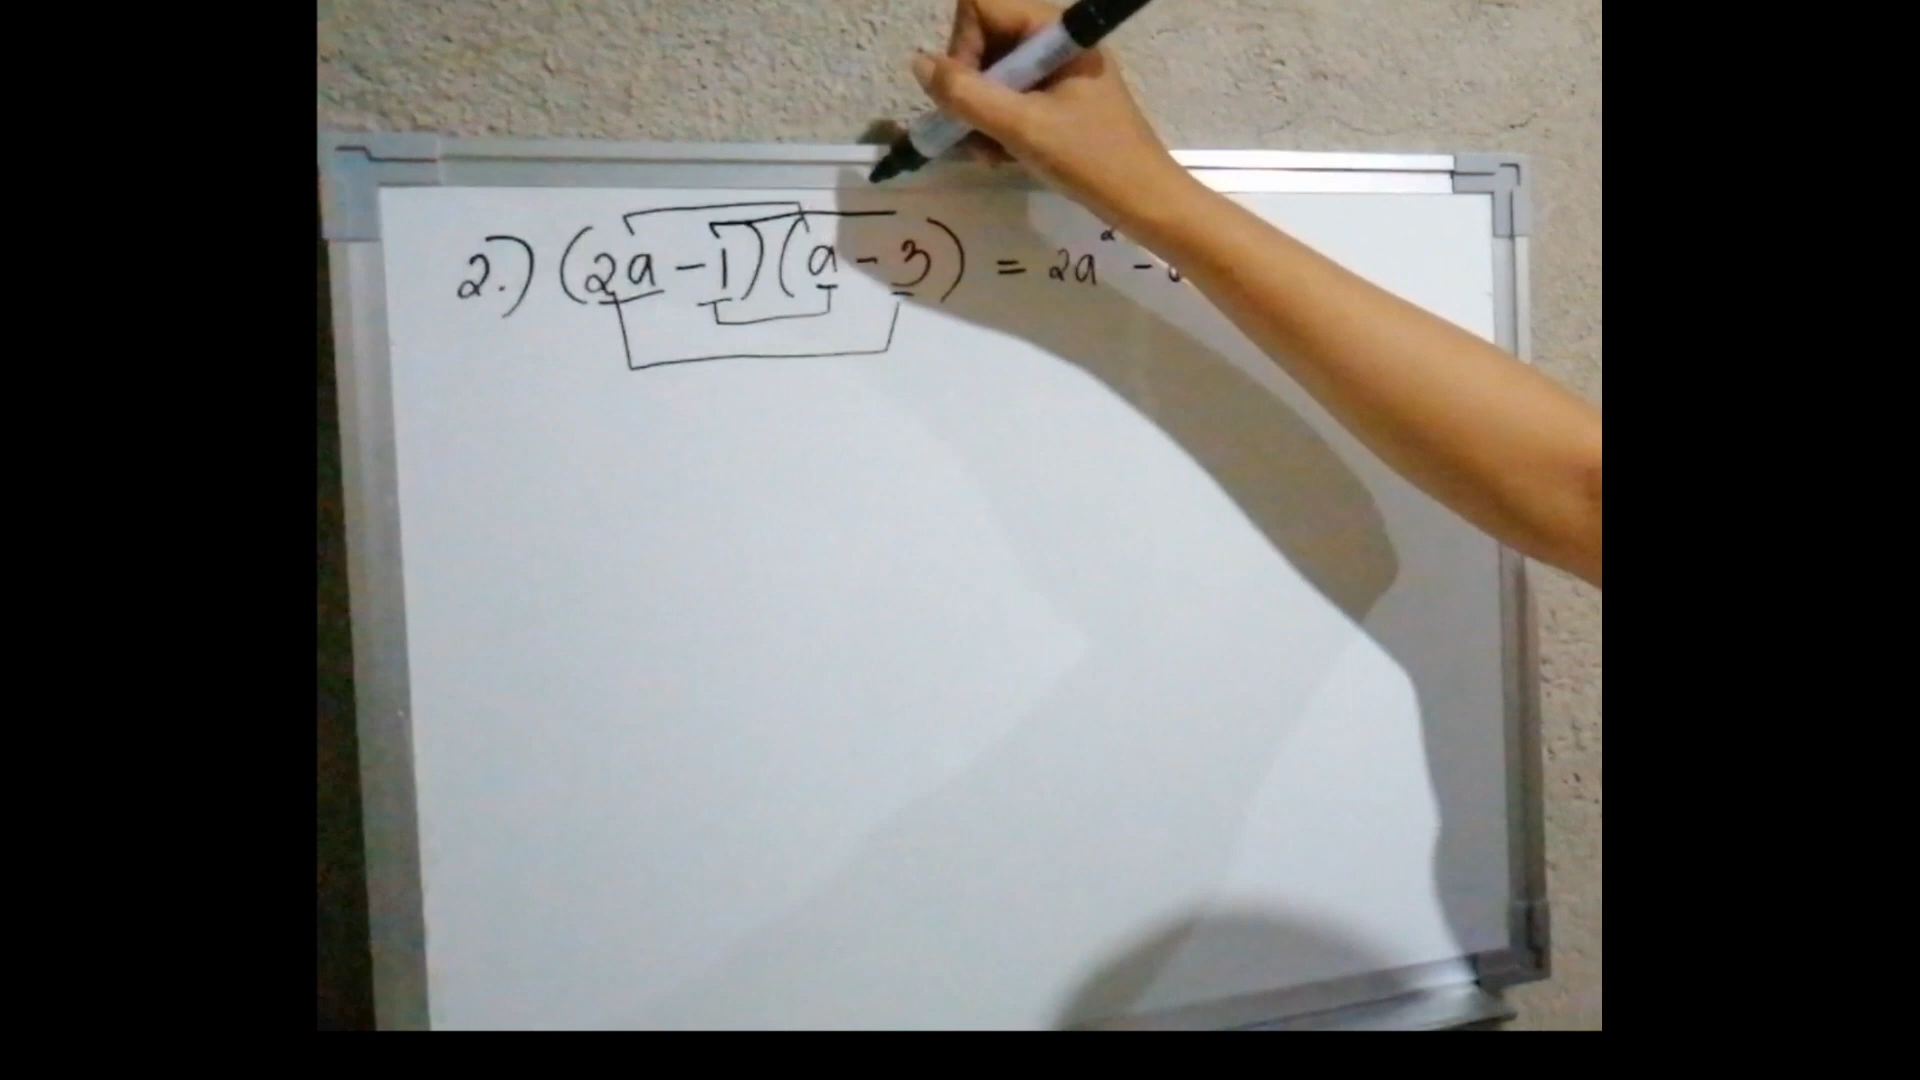 2.) (2a - 1)(a - 3) = 2a² -